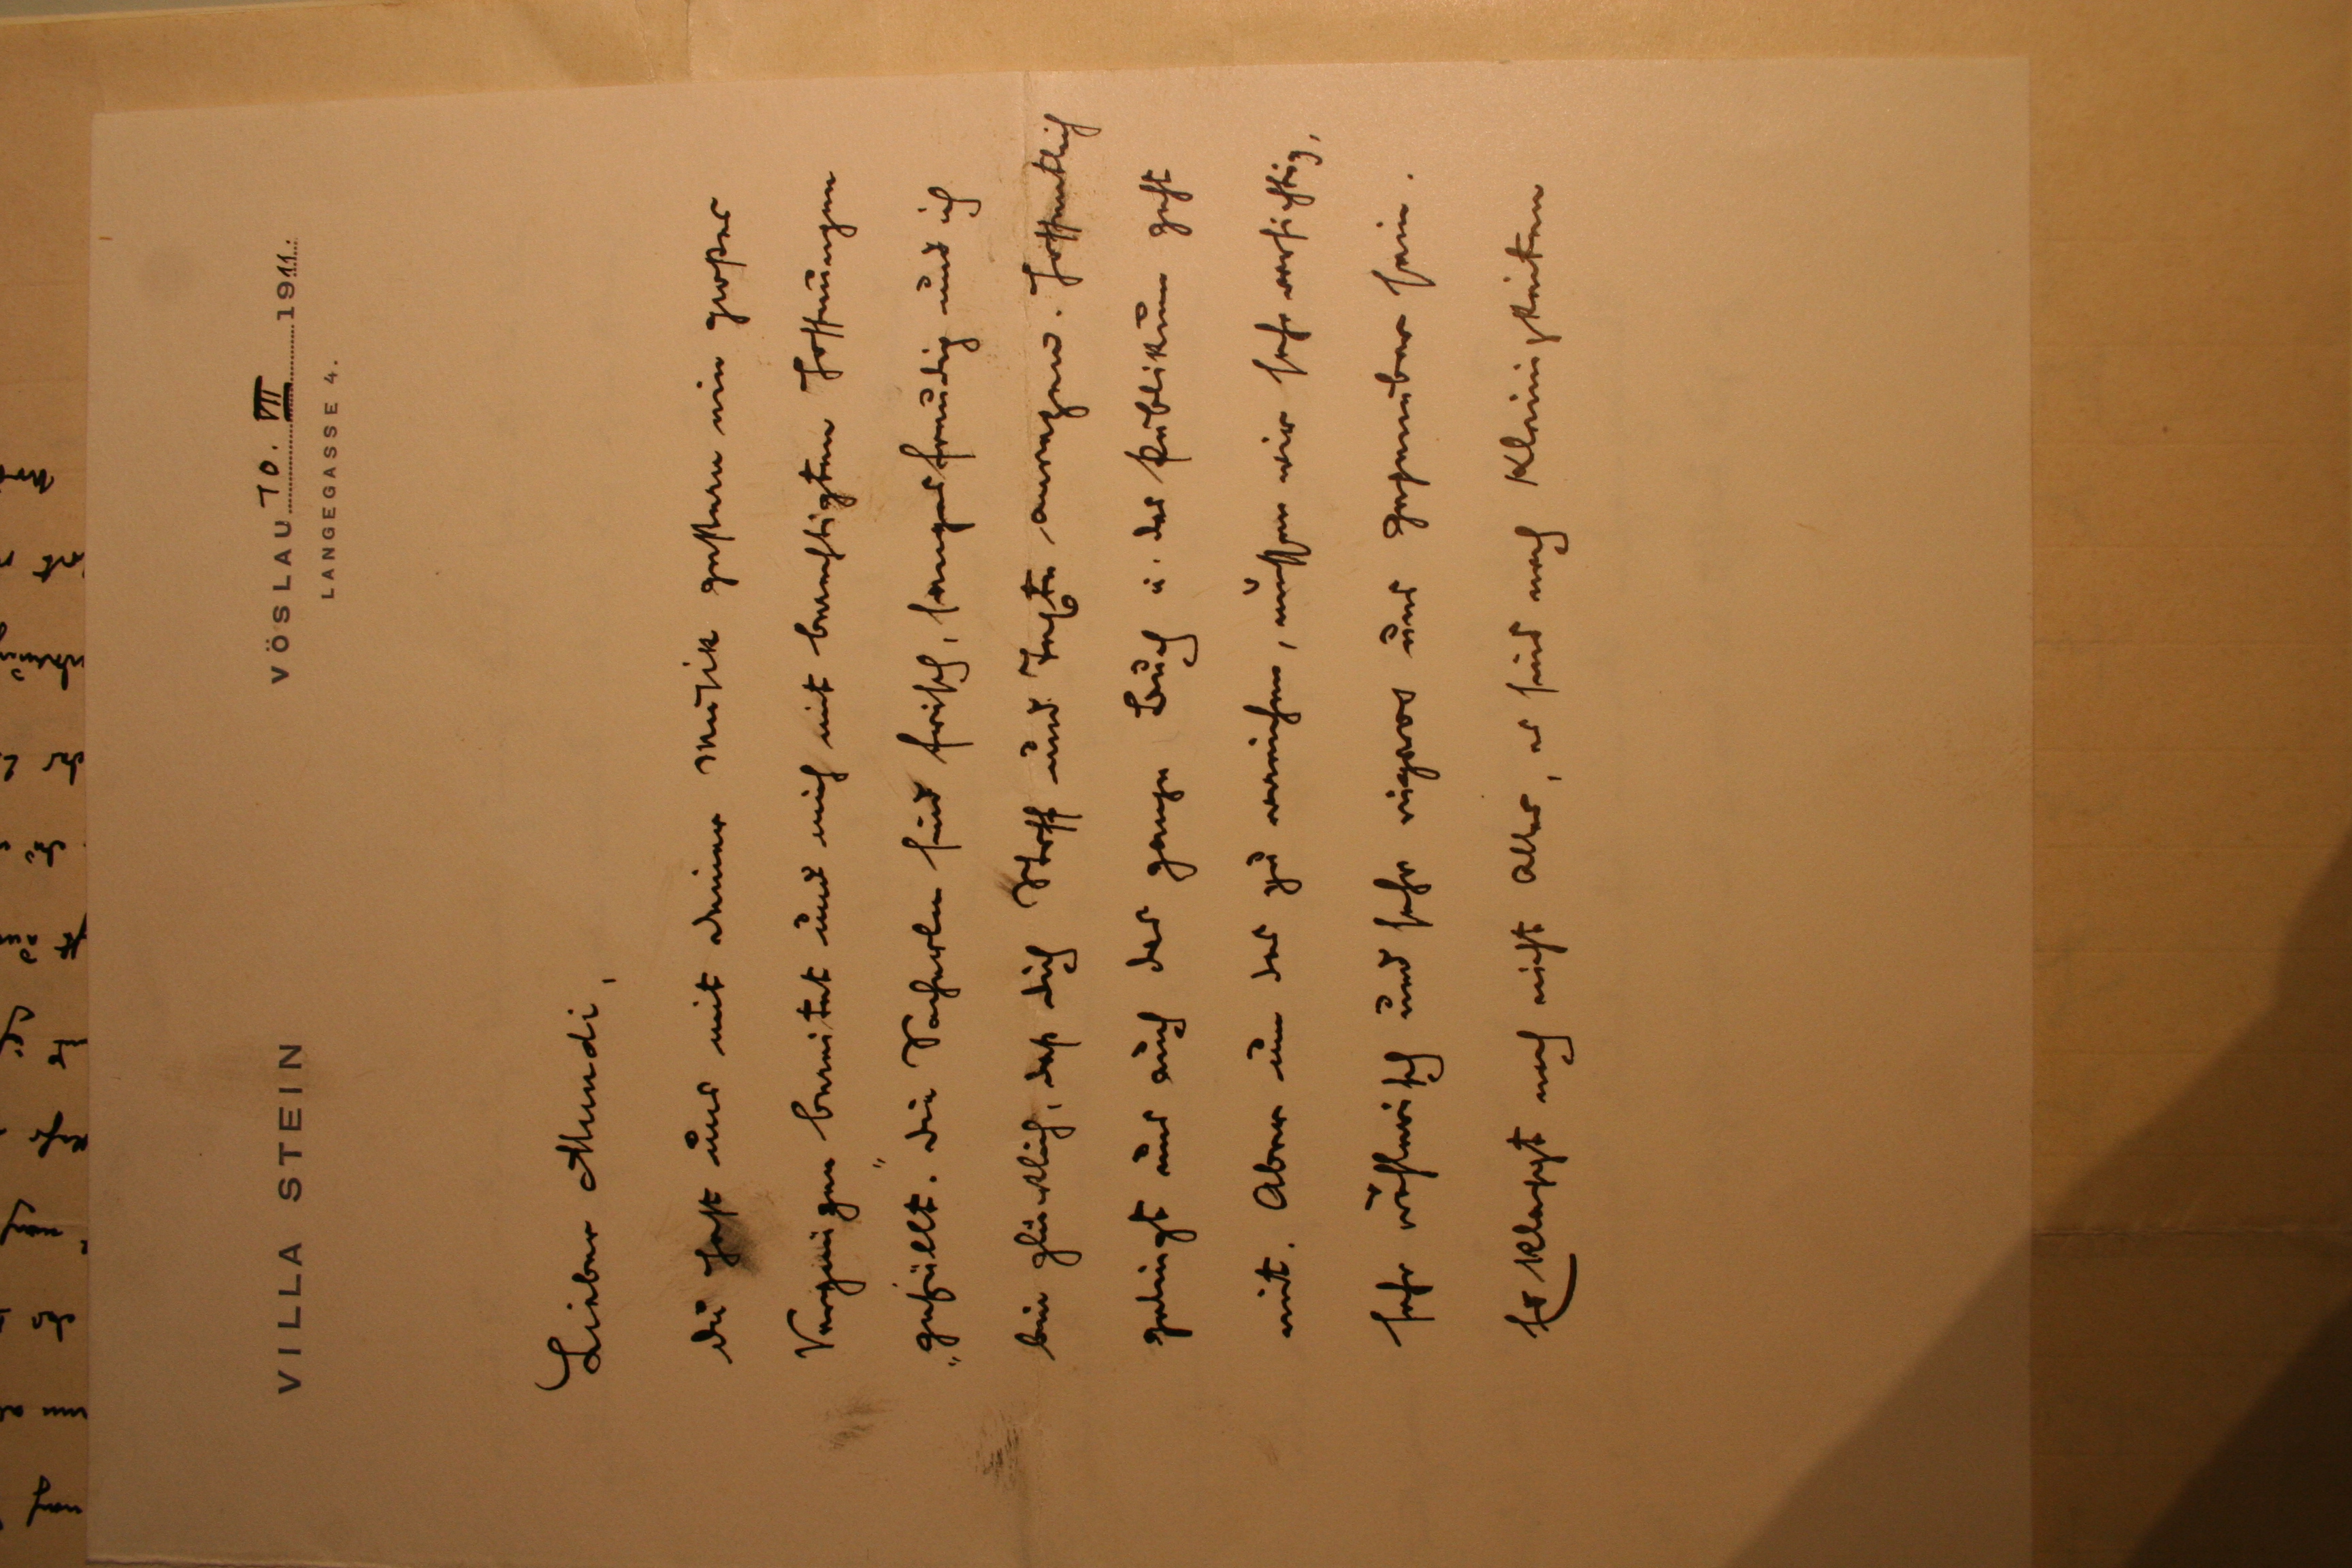 VILLA STEIN
VÖSLAU 10. VII 1911.
LANGEGASSE 4.
Lieber Mundi,
du hast uns mit deiner Musik gestern ein großes
Vergnügen bereitet und mich mit berechtigten Hoffnungen
„gefüllt.“ die Sacherln sind frisch, sangesfreudig und ich
bin glücklich, daß dich Stoff und Texte anregen. Hoffentlich
gelingt uns auch das ganze Buch u. das Publikum geht
mit. Aber um das zu erreichen, müssen wir sehr vorsichtig,
sehr wählerisch und sehr rigoros uns gegenüber sein.
Es klappt noch nicht Alles, es sind noch Kleinigkeiten